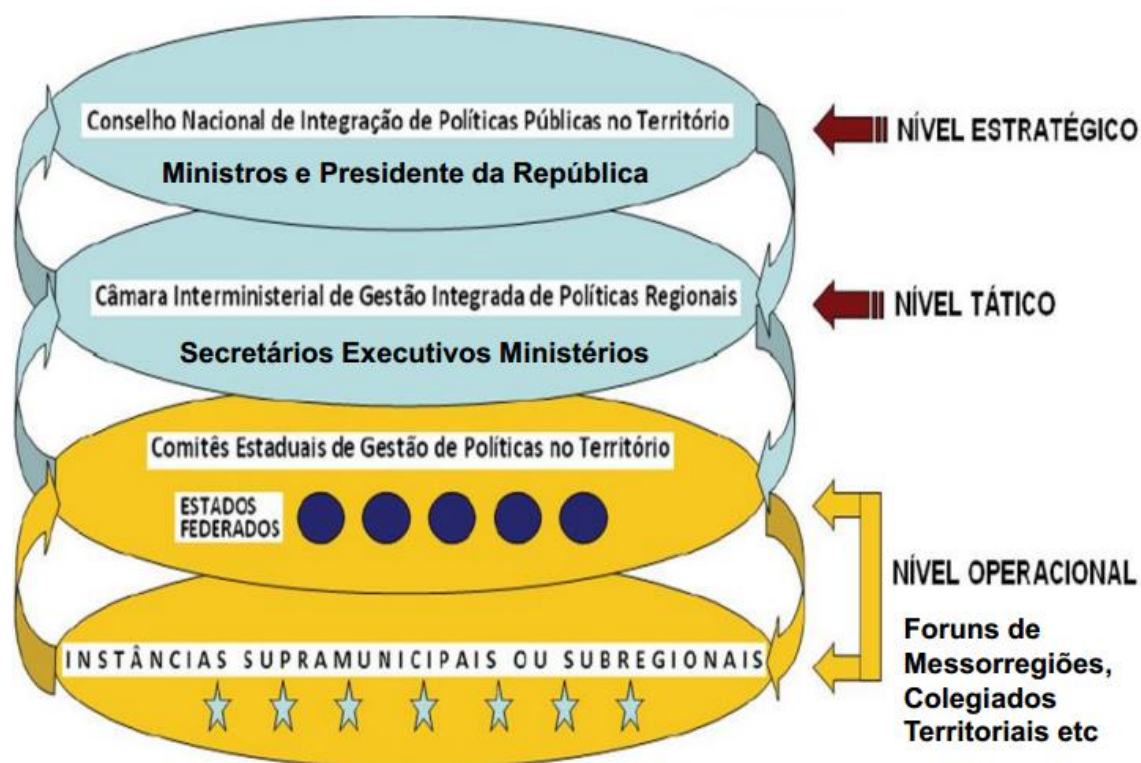 Conselho Nacional de Integração de Políticas Públicas no Território
Ministros e Presidente da República
NÍVEL ESTRATÉGICO
Câmara Interministerial de Gestão Integrada de Políticas Regionais
Secretários Executivos Ministérios
NÍVEL TÁTICO
Comitês Estaduais de Gestão de Políticas no Território
ESTADOS
FEDERADOS
INSTÂNCIAS SUPRAMUNICIPAIS OU SUBREGIONAIS
NÍVEL OPERACIONAL
Foruns de
Messorregiões,
Colegiados
Territoriais etc